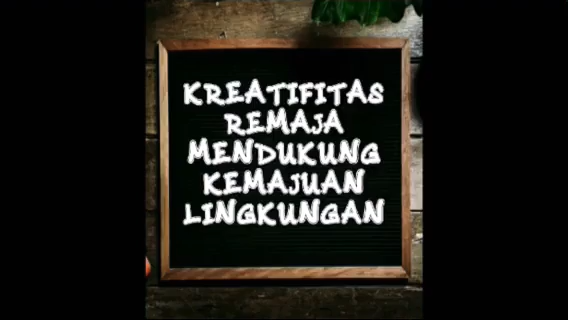 KREATIFITAS
REMAJA
MENDUKUNG
KEMAJUAN
LINGKUNGAN